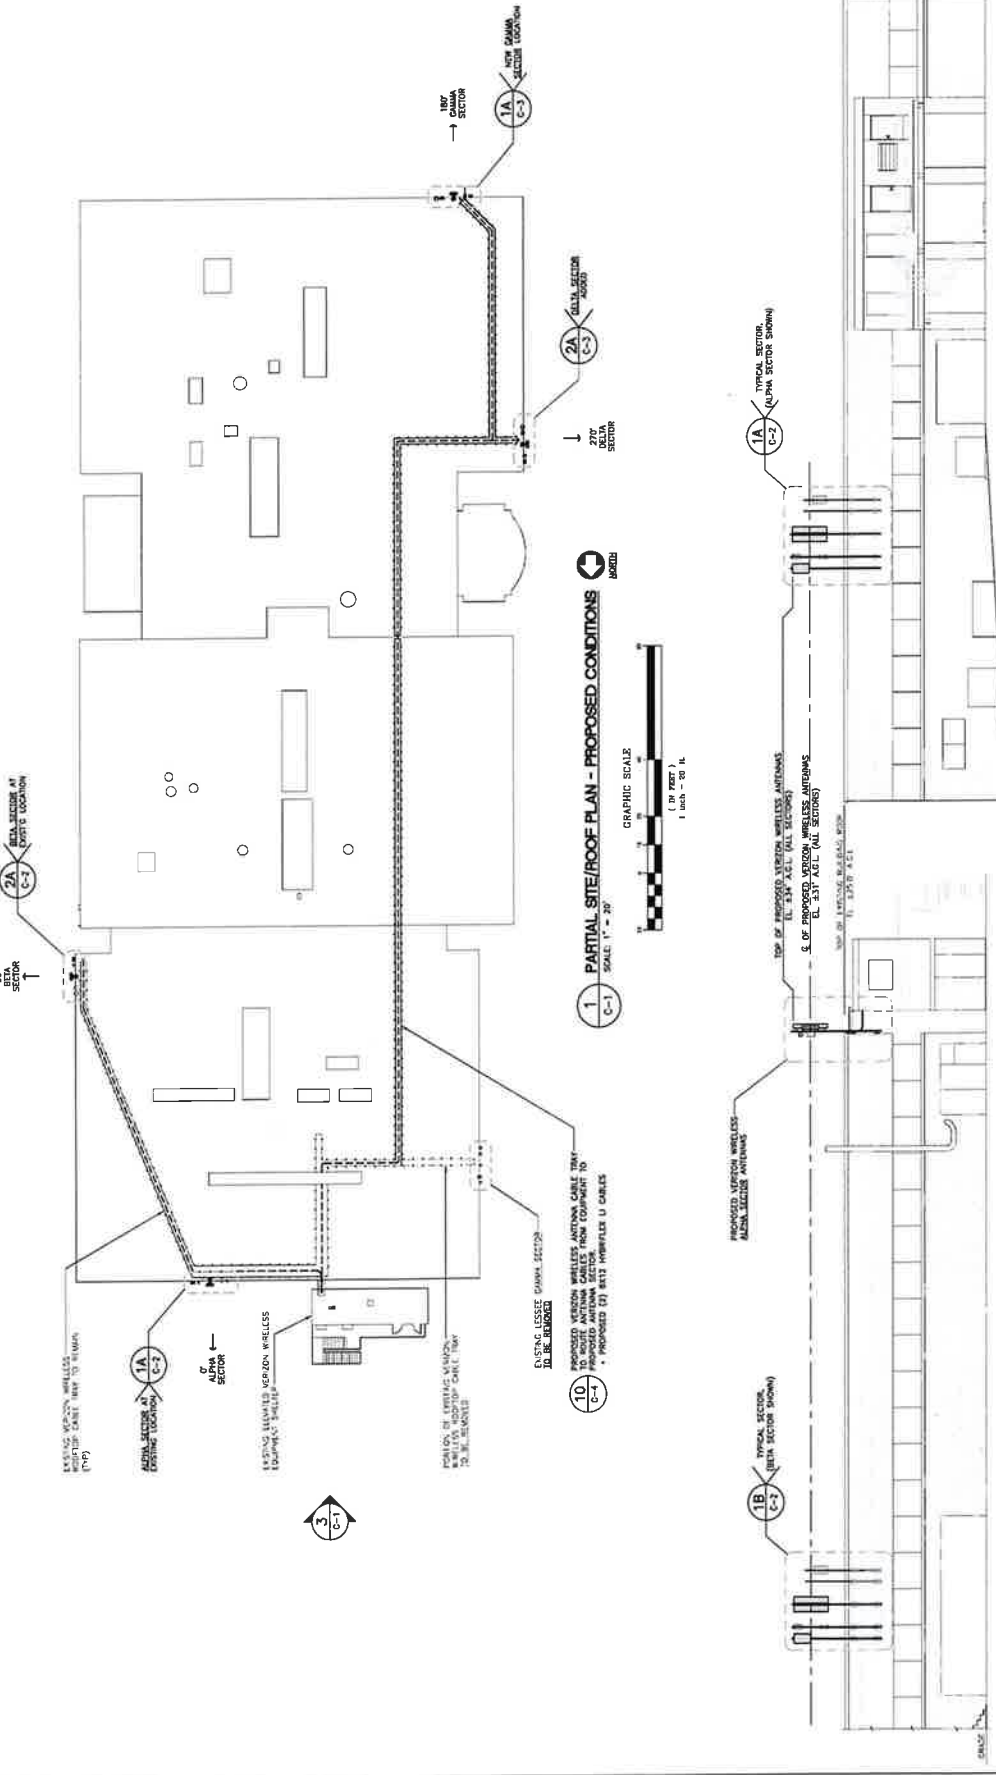 BETA
SECTOR
2A
C-2
BETA SECTOR AT
EXIST'G LOCATION
180°
GAMMA
SECTOR
1A
C-3
NEW GAMMA
SECTOR LOCATION
2A
C-3
DELTA SECTOR
ADDED
270°
DELTA
SECTOR
EXISTING VERIZON WIRELESS
ROOFTOP CABLE TRAY TO REMAIN
(TYP)
1A
C-2
ALPHA SECTOR AT
EXISTING LOCATION
0°
ALPHA
SECTOR
EXISTING ELEVATED VERIZON WIRELESS
EQUIPMENT SHELTER
3
C-1
PORTION OF EXISTING VERIZON
WIRELESS ROOFTOP CABLE TRAY
TO BE REMOVED
EXISTING LESSEE GAMMA SECTOR
TO BE REMOVED
10
C-4
PROPOSED VERIZON WIRELESS ANTENNA CABLE TRAY
TO ROUTE ANTENNA CABLES FROM EQUIPMENT TO
PROPOSED ANTENNA SECTOR.
• PROPOSED (2) 6X12 HYBRIFLEX LI CABLES
1
C-1
PARTIAL SITE/ROOF PLAN - PROPOSED CONDITIONS
SCALE: 1" = 20'
NORTH
GRAPHIC SCALE
( IN FEET )
1 inch = 20 ft.
1B
C-2
TYPICAL SECTOR,
(BETA SECTOR SHOWN)
PROPOSED VERIZON WIRELESS
ALPHA SECTOR ANTENNAS
TOP OF PROPOSED VERIZON WIRELESS ANTENNAS
EL. ±34' A.G.L. (ALL SECTORS)
℄ OF PROPOSED VERIZON WIRELESS ANTENNAS
EL. ±31' A.G.L. (ALL SECTORS)
TOP OF EXISTING BUILDING ROOF
1A
C-2
TYPICAL SECTOR,
(ALPHA SECTOR SHOWN)
GRADE